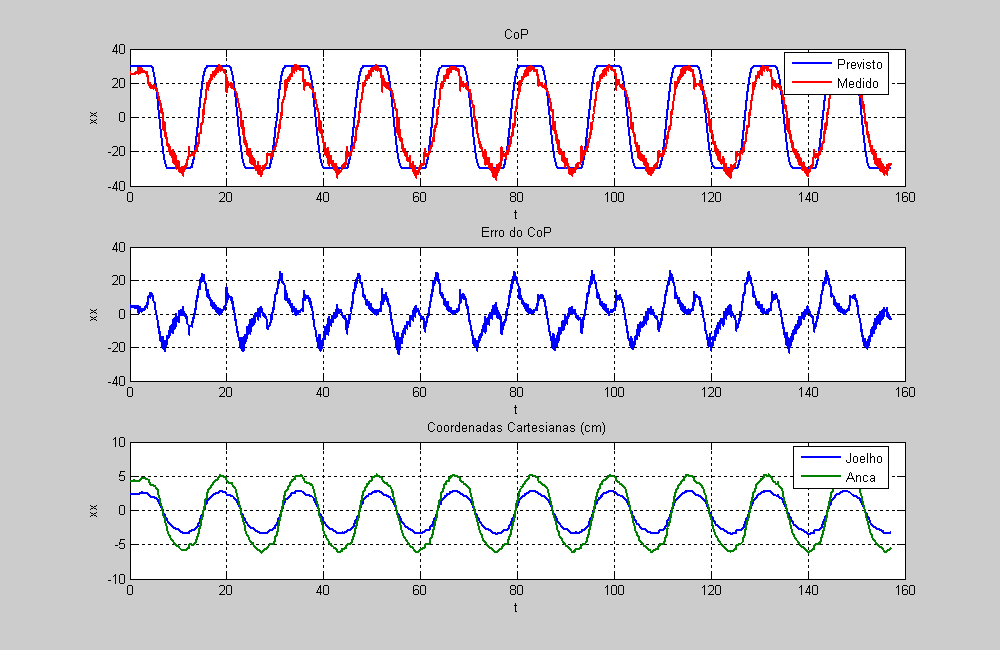 CoP
40
20
0
-20
-40
xx
Previsto
Medido
0 20 40 60 80 100 120 140 160
t
Erro do CoP
40
20
0
-20
-40
xx
0 20 40 60 80 100 120 140 160
t
Coordenadas Cartesianas (cm)
10
5
0
-5
-10
xx
Joelho
Anca
0 20 40 60 80 100 120 140 160
t